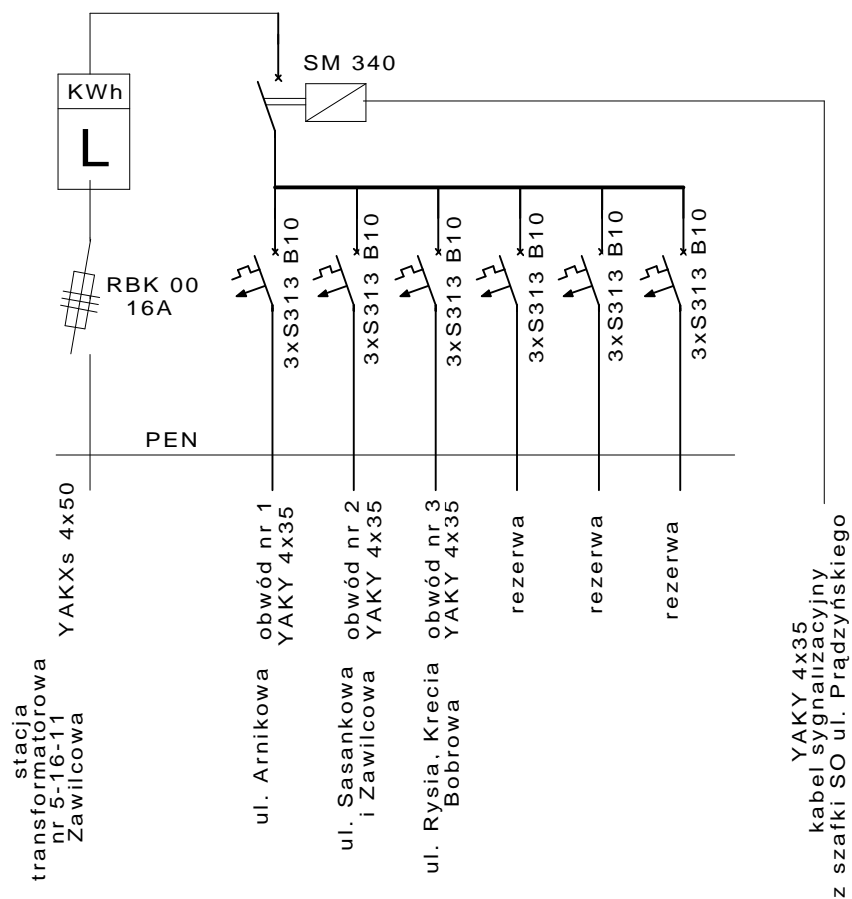 SM 340
KWh
L
RBK 00
16A
3xS313 B10
3xS313 B10
3xS313 B10
3xS313 B10
3xS313 B10
3xS313 B10
PEN
YAKXs 4x50
stacja
transformatorowa
nr 5-16-11
Zawilcowa
obwód nr 1
YAKY 4x35
ul. Arnikowa
obwód nr 2
YAKY 4x35
ul. Sasankowa
i Zawilcowa
obwód nr 3
YAKY 4x35
ul. Rysia, Krecia
Bobrowa
rezerwa
rezerwa
rezerwa
YAKY 4x35
kabel sygnalizacyjny
z szafki SO ul. Prądzyńskiego